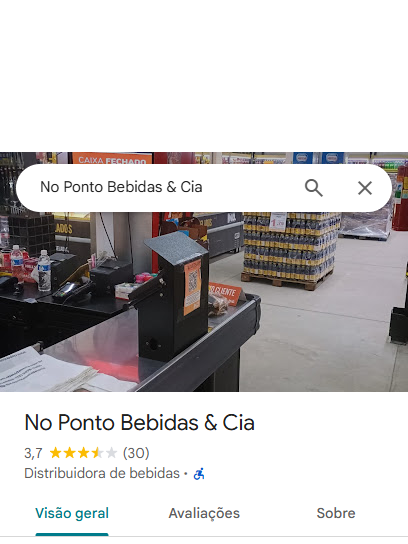 CAIXA FECHADO
No Ponto Bebidas & Cia
No Ponto Bebidas & Cia
3,7 (30)
Distribuidora de bebidas
Visão geral
Avaliações
Sobre